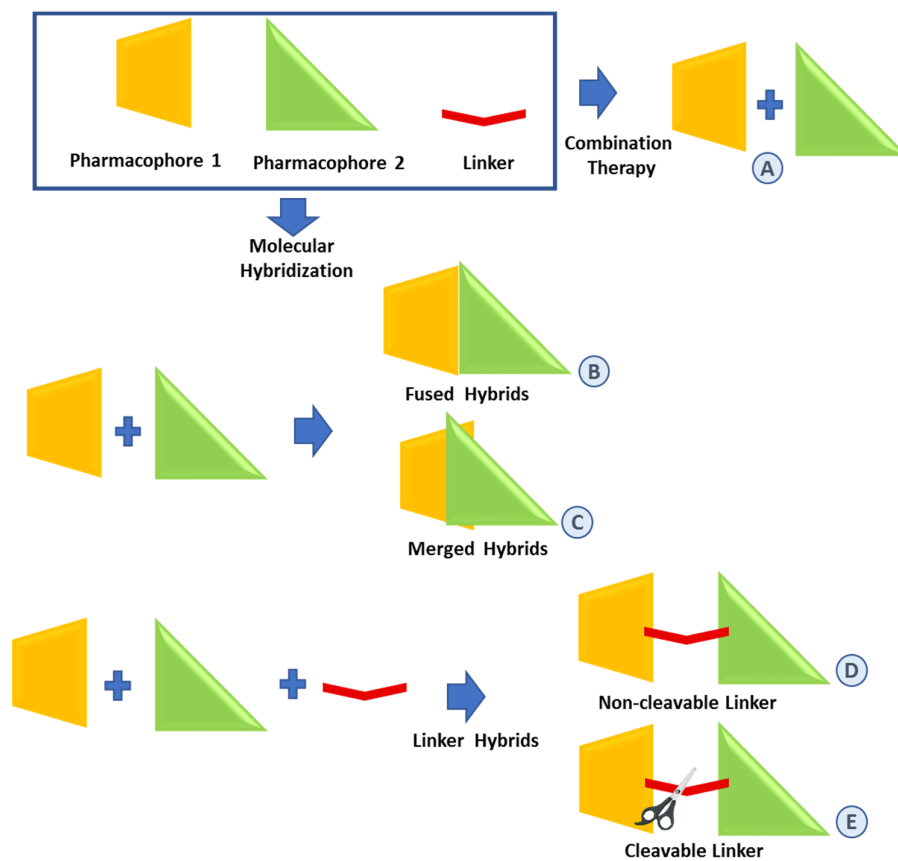 Pharmacophore 1
Pharmacophore 2
Linker
Combination
Therapy
A
Molecular
Hybridization
B
Fused Hybrids
C
Merged Hybrids
D
Non-cleavable Linker
Linker Hybrids
E
Cleavable Linker